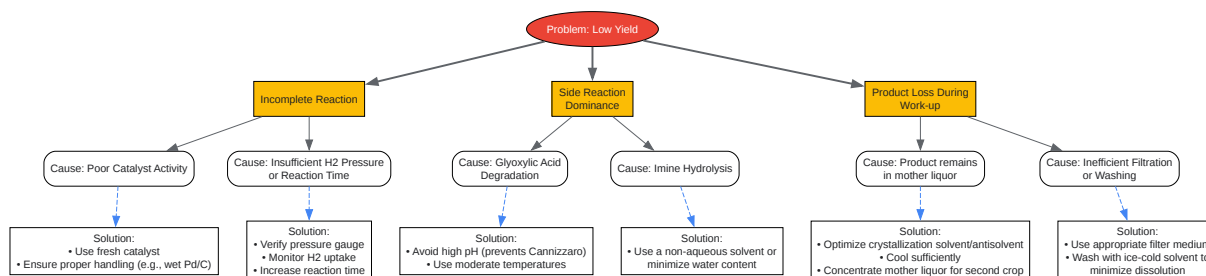 Problem: Low Yield
Incomplete Reaction
Side Reaction
Dominance
Product Loss During
Work-up
Cause: Poor Catalyst Activity
Cause: Insufficient H2 Pressure
or Reaction Time
Cause: Glyoxylic Acid
Degradation
Cause: Imine Hydrolysis
Cause: Product remains
in mother liquor
Cause: Inefficient Filtration
or Washing
Solution:
• Use fresh catalyst
• Ensure proper handling (e.g., wet Pd/C)
Solution:
• Verify pressure gauge
• Monitor H2 uptake
• Increase reaction time
Solution:
• Avoid high pH (prevents Cannizzaro)
• Use moderate temperatures
Solution:
• Use a non-aqueous solvent or
minimize water content
Solution:
• Optimize crystallization solvent/antisolvent
• Cool sufficiently
• Concentrate mother liquor for second crop
Solution:
• Use appropriate filter medium
• Wash with ice-cold solvent to
minimize dissolution